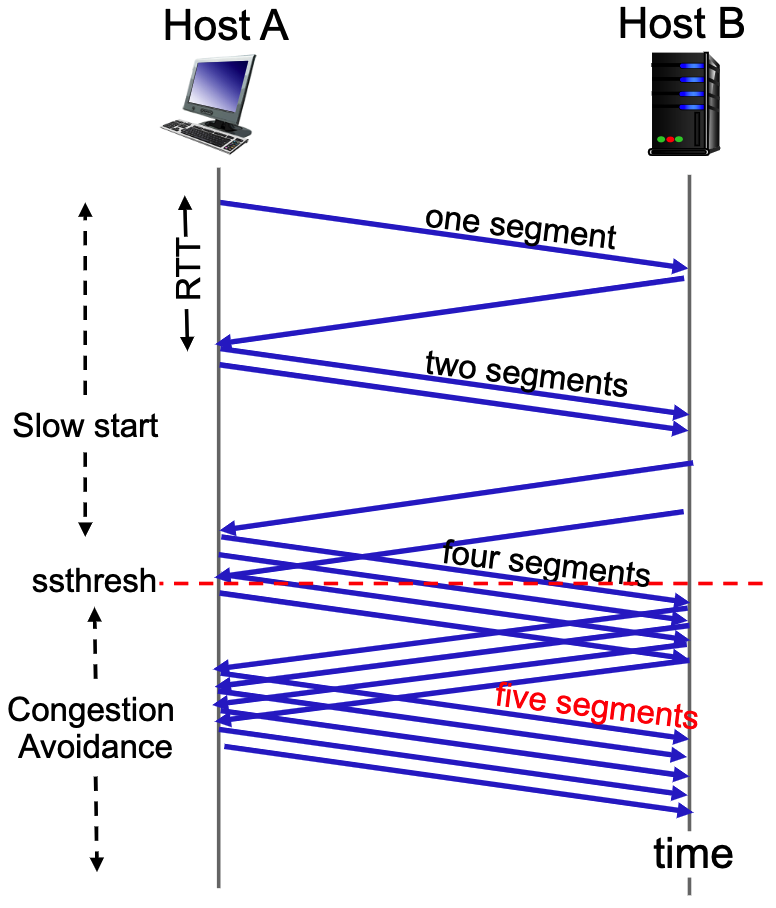 Host A
Host B
one segment
RTT
two segments
Slow start
four segments
ssthresh
five segments
Congestion
Avoidance
time